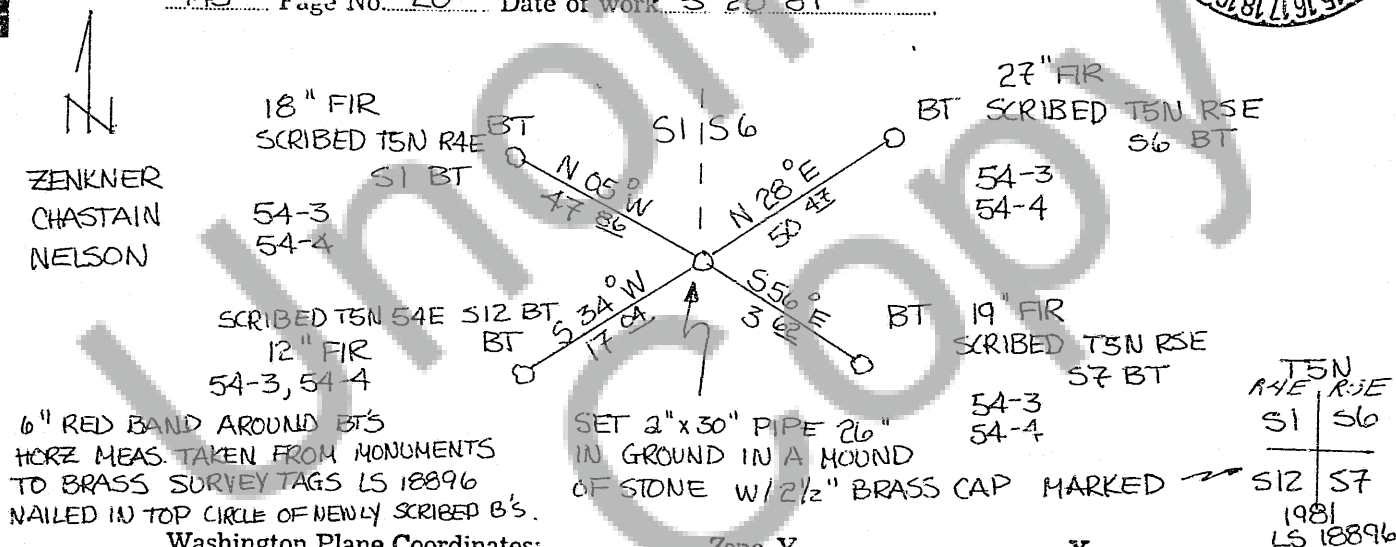 Page No. 20 Date of Work 5 20 81
N
18" FIR
SCRIBED T5N R4E BT
S1 BT
54-3
54-4
S1 S6
27" FIR
BT SCRIBED T5N R5E
S6 BT
54-3
54-4
ZENKNER
CHASTAIN
NELSON
N 05° W
47 86
N 28° E
50 47
S 34° W
17 04
S 56° E
3 62
SCRIBED T5N 54E S12 BT
12" FIR BT
54-3, 54-4
BT 19" FIR
SCRIBED T5N R5E
S7 BT
54-3
54-4
6" RED BAND AROUND BT'S
HORZ MEAS. TAKEN FROM MONUMENTS
TO BRASS SURVEY TAGS LS 18896
NAILED IN TOP CIRCLE OF NEWLY SCRIBED B'S.
SET 2" x 30" PIPE 26"
IN GROUND IN A MOUND
OF STONE W/ 2 1/2" BRASS CAP MARKED
T5N
R4E R5E
S1 S6
S12 S7
1981
LS 18896
Washington Plane Coordinates:
Unofficial Copy